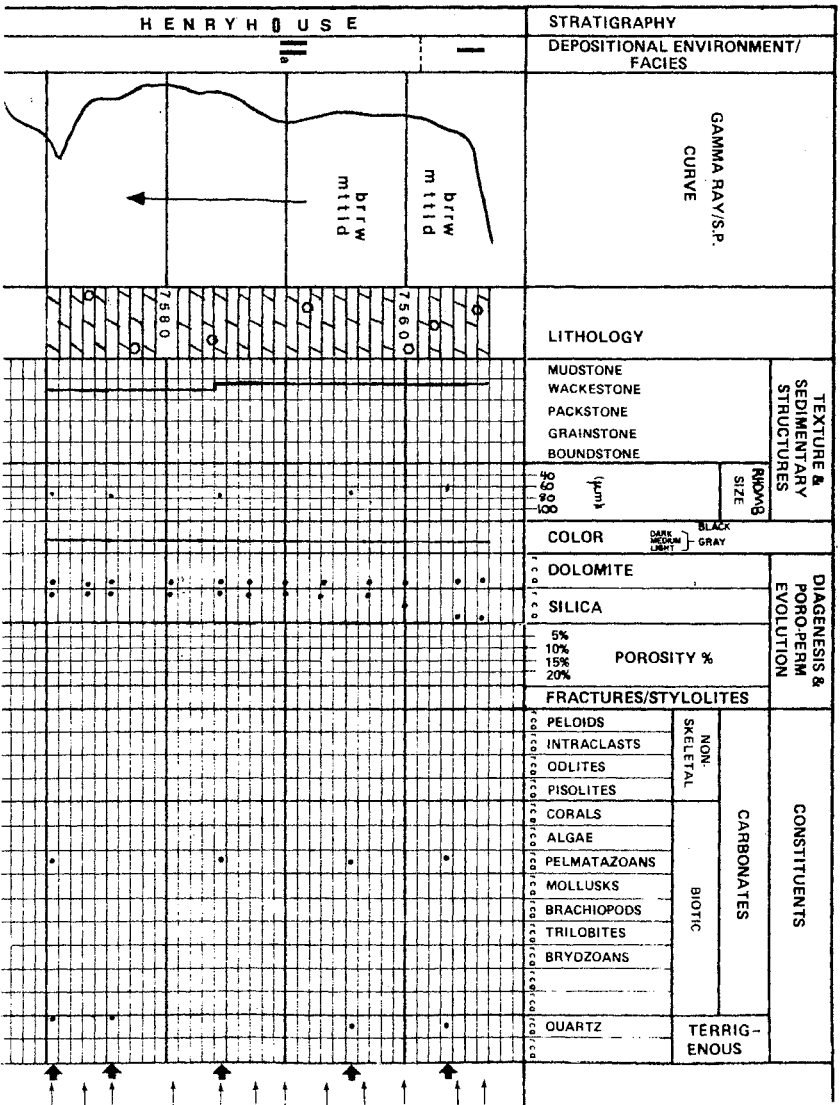 HENRYHOUSE
STRATIGRAPHY
DEPOSITIONAL ENVIRONMENT/
FACIES
a
GAMMA RAY/S.P.
CURVE
brrw
mttld
brrw
mttld
7580
7560
LITHOLOGY
MUDSTONE
WACKESTONE
PACKSTONE
GRAINSTONE
BOUNDSTONE
TEXTURE &
SEDIMENTARY
STRUCTURES
40
60
80
100
(μm)
RHOMB
SIZE
COLOR
DARK
MEDIUM
LIGHT
BLACK
GRAY
DOLOMITE
SILICA
5%
10%
15%
20%
POROSITY %
FRACTURES/STYLOLITES
DIAGENESIS &
PORO-PERM
EVOLUTION
PELOIDS
INTRACLASTS
OOLITES
PISOLITES
NON-
SKELETAL
CORALS
ALGAE
PELMATAZOANS
MOLLUSKS
BRACHIOPODS
TRILOBITES
BRYOZOANS
BIOTIC
CARBONATES
CONSTITUENTS
QUARTZ
TERRIG-
ENOUS